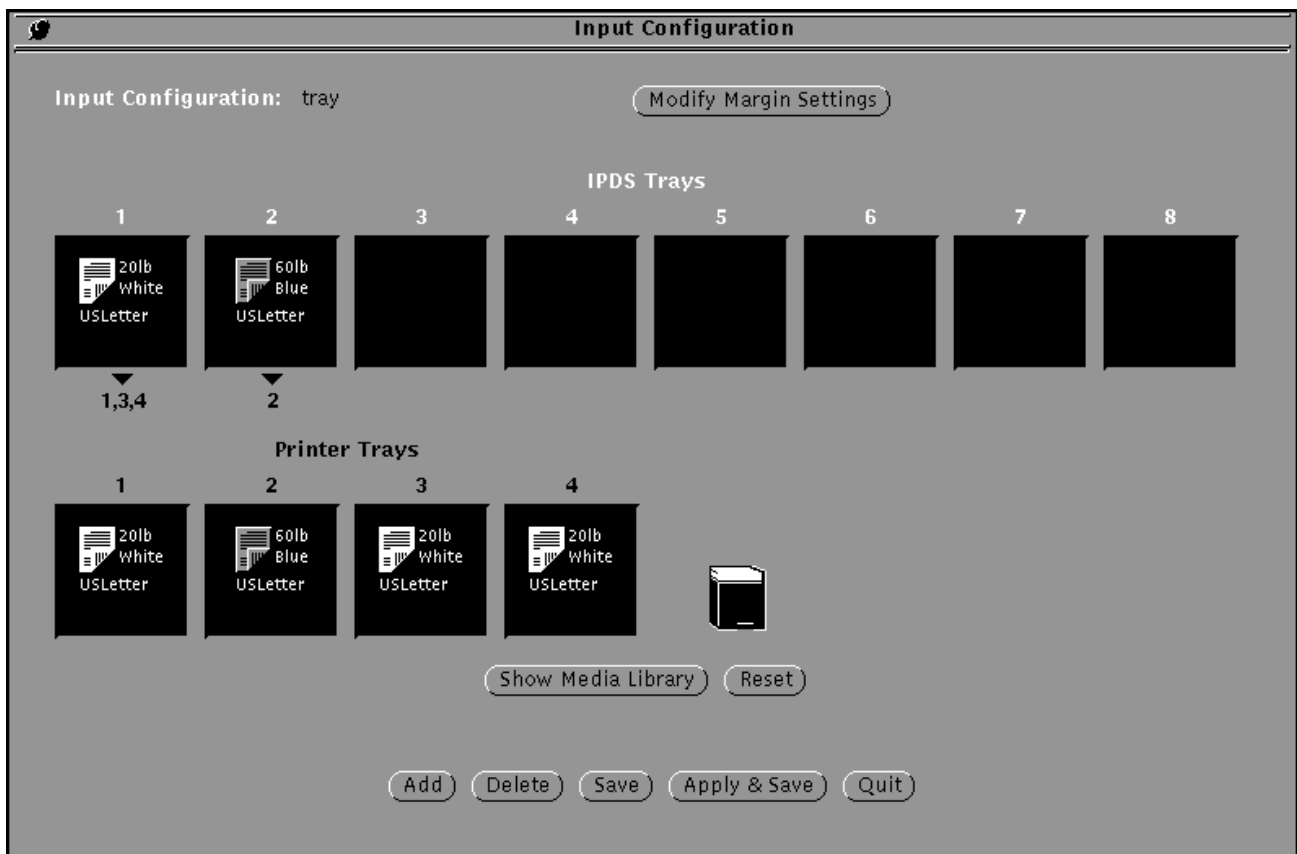 Input Configuration
Input Configuration: tray
Modify Margin Settings
IPDS Trays
1 2 3 4 5 6 7 8
20lb White USLetter
60lb Blue USLetter
1,3,4
2
Printer Trays
1 2 3 4
20lb White USLetter
60lb Blue USLetter
20lb White USLetter
20lb White USLetter
Show Media Library Reset
Add Delete Save Apply & Save Quit